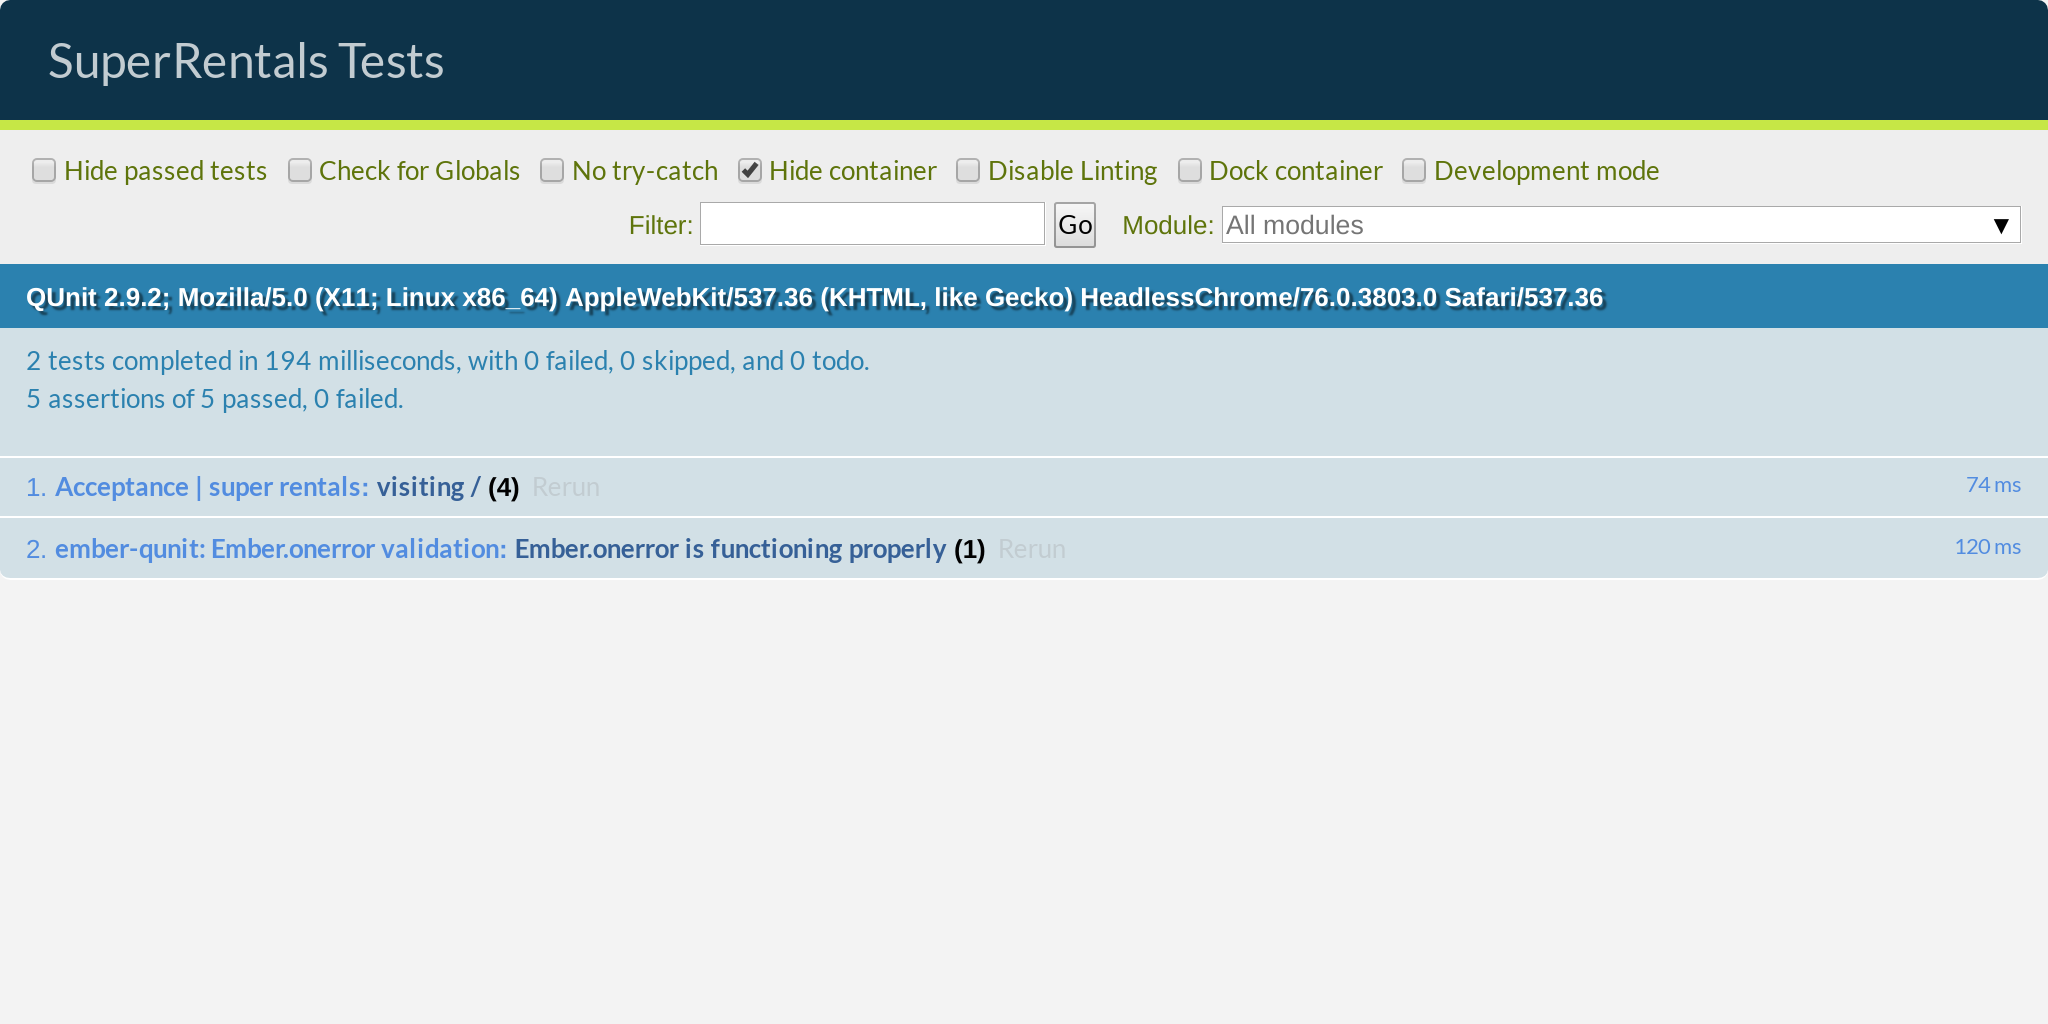 SuperRentals Tests
Hide passed tests Check for Globals No try-catch Hide container Disable Linting Dock container Development mode
Filter: Go Module: All modules ▼
QUnit 2.9.2; Mozilla/5.0 (X11; Linux x86_64) AppleWebKit/537.36 (KHTML, like Gecko) HeadlessChrome/76.0.3803.0 Safari/537.36
2 tests completed in 194 milliseconds, with 0 failed, 0 skipped, and 0 todo.
5 assertions of 5 passed, 0 failed.
1. Acceptance | super rentals: visiting / (4) Rerun 74 ms
2. ember-qunit: Ember.onerror validation: Ember.onerror is functioning properly (1) Rerun 120 ms